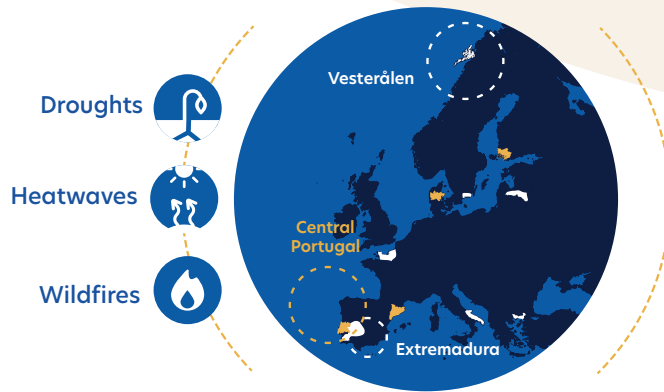 Droughts
Heatwaves
Wildfires
Vesterålen
Central
Portugal
Extremadura